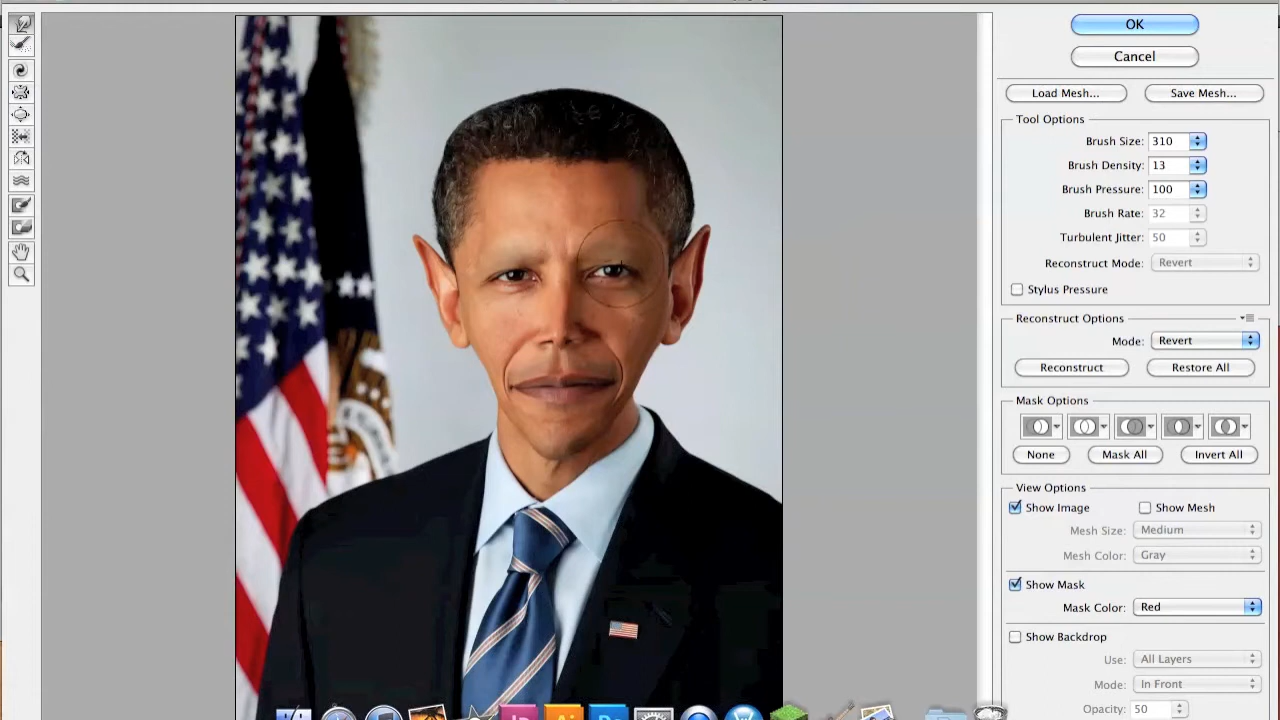 OK
Cancel
Load Mesh... Save Mesh...
Tool Options
Brush Size: 310
Brush Density: 13
Brush Pressure: 100
Brush Rate: 32
Turbulent Jitter: 50
Reconstruct Mode: Revert
Stylus Pressure
Reconstruct Options
Mode: Revert
Reconstruct Restore All
Mask Options
None Mask All Invert All
View Options
Show Image Show Mesh
Mesh Size: Medium
Mesh Color: Gray
Show Mask
Mask Color: Red
Show Backdrop
Use: All Layers
Mode: In Front
Opacity: 50